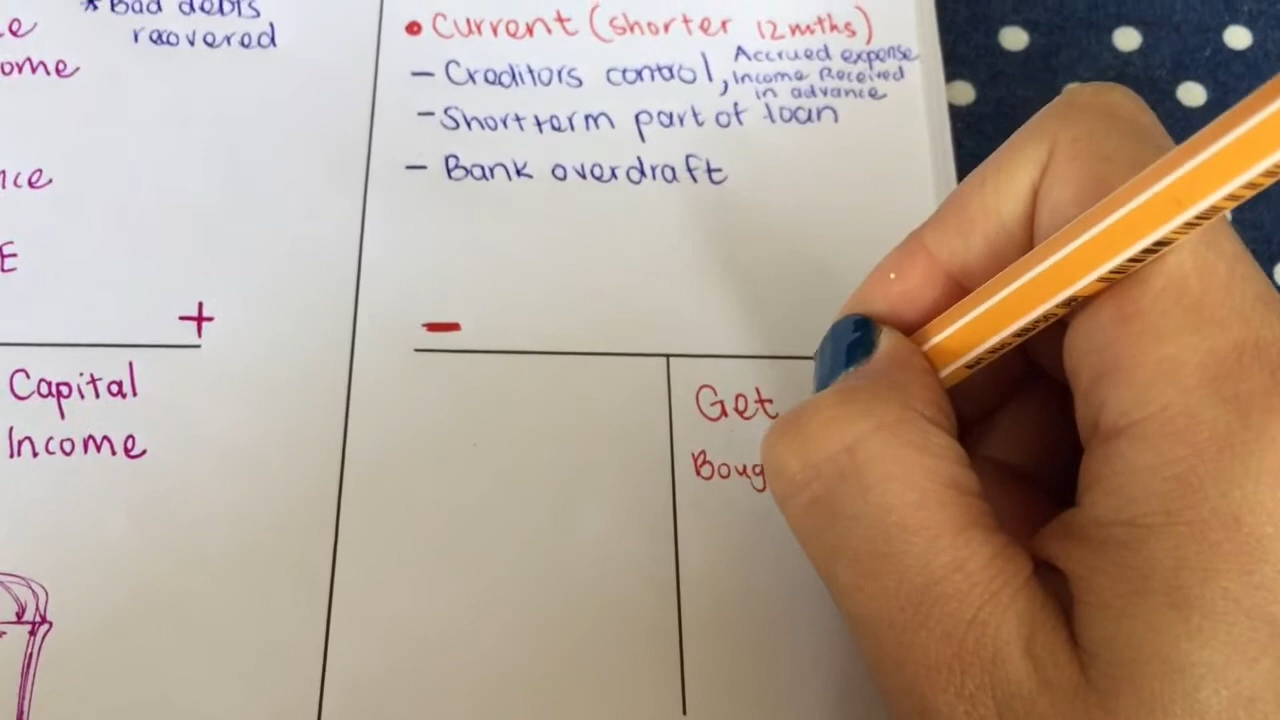 * Bad debts
recovered
ome
nce
E
+
Capital
Income
• Current (shorter 12 mths)
- Creditors control, Accrued expense
Income Received
in advance
- Short term part of loan
- Bank overdraft
-
Get
Boug